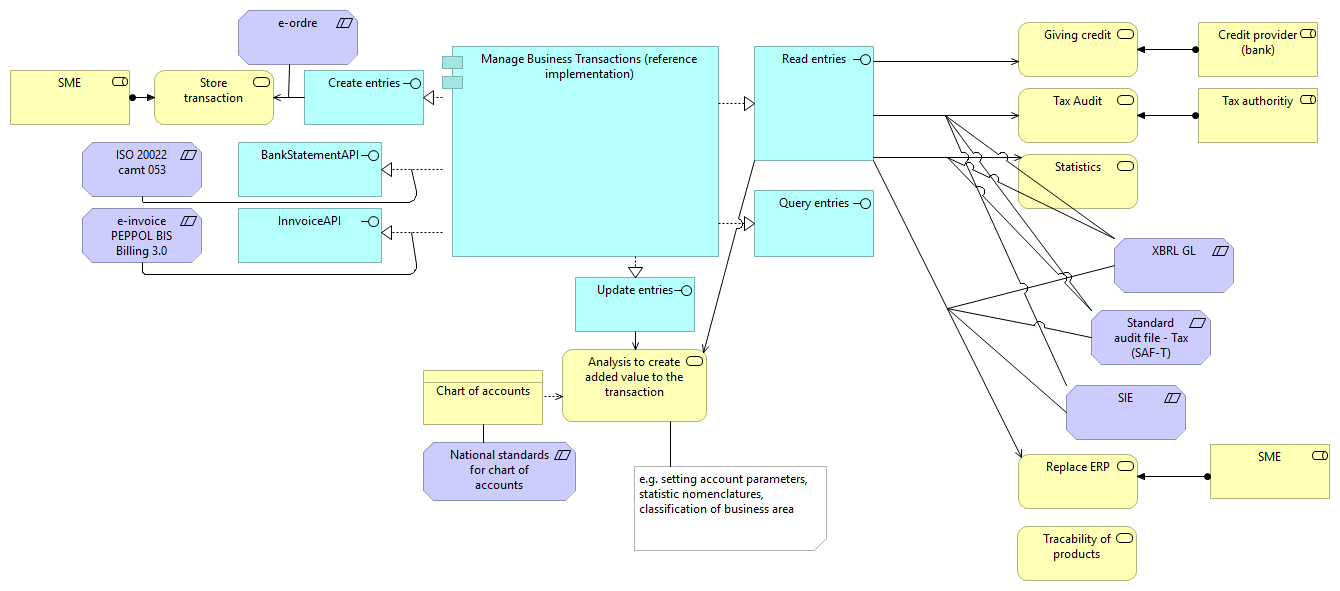 e-ordre
SME
Store
transaction
Create entries
Manage Business Transactions (reference
implementation)
Read entries
Giving credit
Credit provider
(bank)
Tax Audit
Tax authoritiy
ISO 20022
camt 053
BankStatementAPI
Statistics
e-invoice
PEPPOL BIS
Billing 3.0
InnvoiceAPI
Query entries
XBRL GL
Update entries
Standard
audit file - Tax
(SAF-T)
Analysis to create
added value to the
transaction
Chart of accounts
SIE
National standards
for chart of
accounts
e.g. setting account parameters,
statistic nomenclatures,
classification of business area
Replace ERP
SME
Tracability of
products